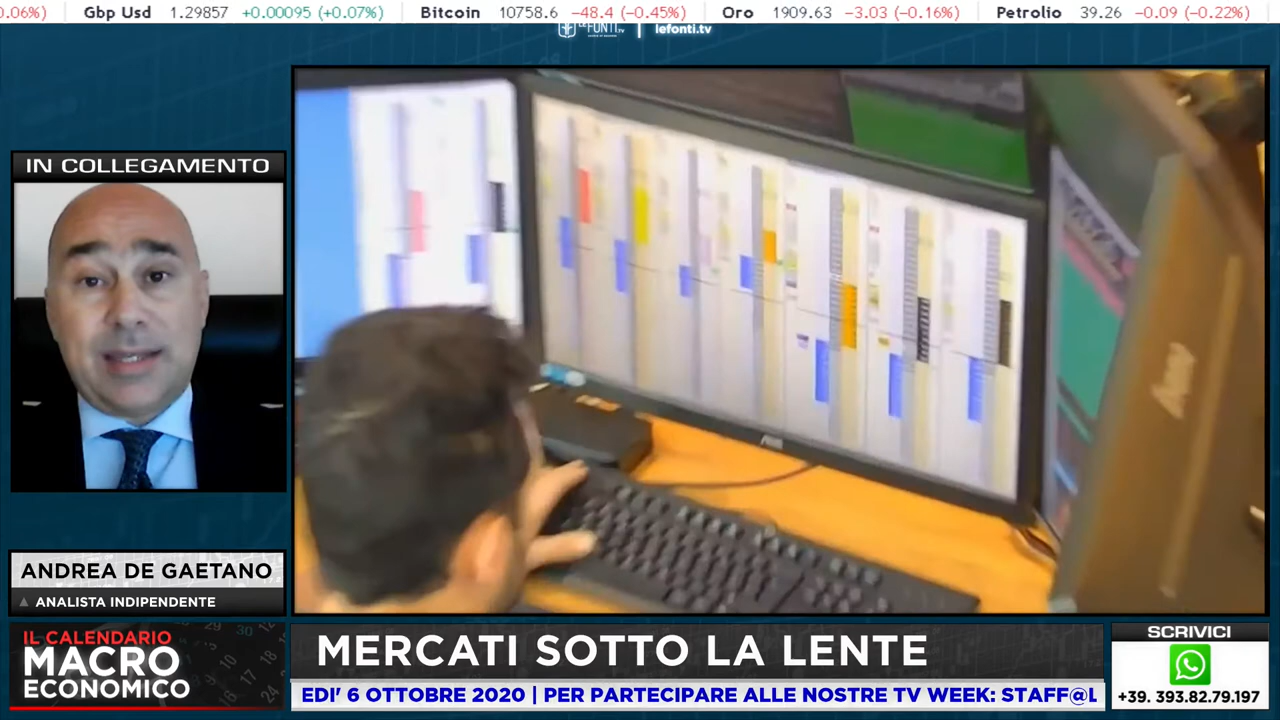 0.06%) Gbp Usd 1.29857 +0.00095 (+0.07%) Bitcoin 10758.6 −48.4 (−0.45%) Oro 1909.63 −3.03 (−0.16%) Petrolio 39.26 −0.09 (−0.22%)
LE FONTI.TV | lefonti.tv
IN COLLEGAMENTO
ANDREA DE GAETANO
ANALISTA INDIPENDENTE
IL CALENDARIO
MACRO
ECONOMICO
MERCATI SOTTO LA LENTE
EDI' 6 OTTOBRE 2020 | PER PARTECIPARE ALLE NOSTRE TV WEEK: STAFF@L
SCRIVICI
+39. 393.82.79.197